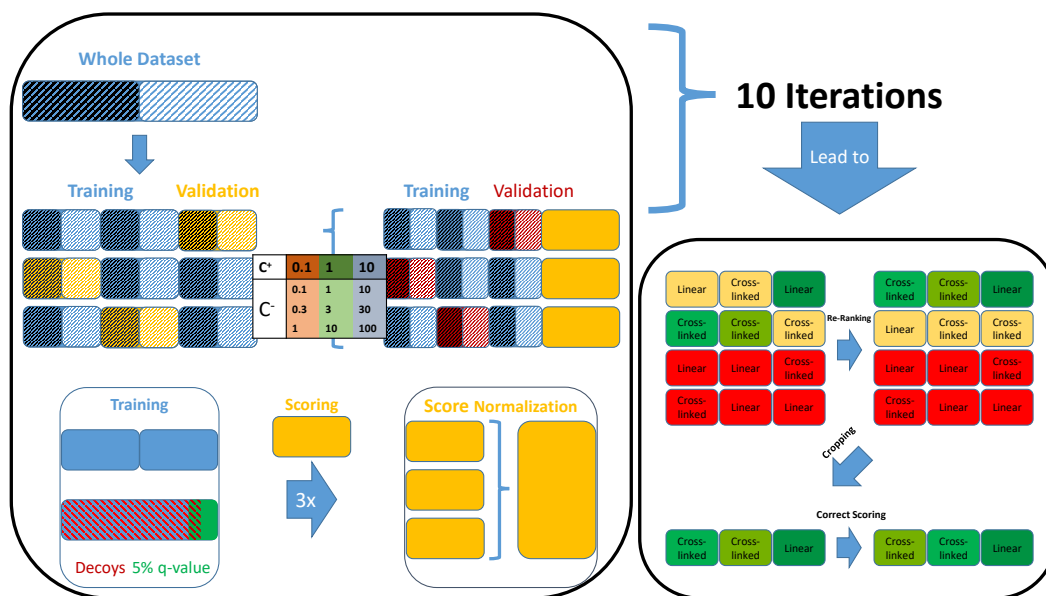 Whole Dataset
Training
Validation
Training
Validation
C+ 0.1 1 10
C-
0.1 1 10
0.3 3 30
1 10 100
Training
Decoys 5% q-value
Scoring
3x
Score Normalization
10 Iterations
Lead to
Linear
Cross-
linked
Linear
Cross-
linked
Cross-
linked
Cross-
linked
Linear
Linear
Cross-
linked
Cross-
linked
Linear
Linear
Re-Ranking
Cross-
linked
Cross-
linked
Linear
Linear
Cross-
linked
Cross-
linked
Linear
Linear
Cross-
linked
Cross-
linked
Linear
Linear
Cropping
Correct Scoring
Cross-
linked
Cross-
linked
Linear
Cross-
linked
Cross-
linked
Linear